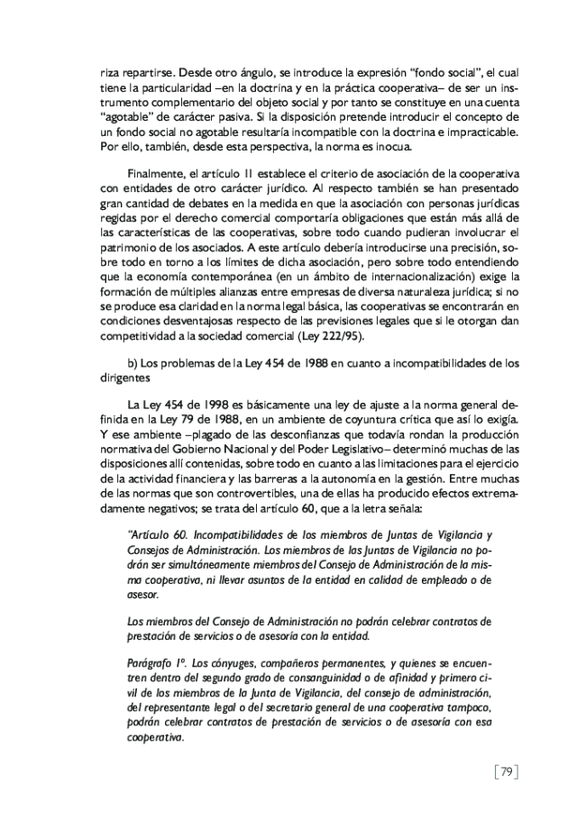 riza repartirse. Desde otro ángulo, se introduce la expresión “fondo social”, el cual
tiene la particularidad –en la doctrina y en la práctica cooperativa– de ser un ins-
trumento complementario del objeto social y por tanto se constituye en una cuenta
“agotable” de carácter pasiva. Si la disposición pretende introducir el concepto de
un fondo social no agotable resultaría incompatible con la doctrina e impracticable.
Por ello, también, desde esta perspectiva, la norma es inocua.
Finalmente, el artículo 11 establece el criterio de asociación de la cooperativa
con entidades de otro carácter jurídico. Al respecto también se han presentado
gran cantidad de debates en la medida en que la asociación con personas jurídicas
regidas por el derecho comercial comportaría obligaciones que están más allá de
las características de las cooperativas, sobre todo cuando pudieran involucrar el
patrimonio de los asociados. A este artículo debería introducirse una precisión, so-
bre todo en torno a los límites de dicha asociación, pero sobre todo entendiendo
que la economía contemporánea (en un ámbito de internacionalización) exige la
formación de múltiples alianzas entre empresas de diversa naturaleza jurídica; si no
se produce esa claridad en la norma legal básica, las cooperativas se encontrarán en
condiciones desventajosas respecto de las previsiones legales que si le otorgan dan
competitividad a la sociedad comercial (Ley 222/95).
b) Los problemas de la Ley 454 de 1988 en cuanto a incompatibilidades de los
dirigentes
La Ley 454 de 1998 es básicamente una ley de ajuste a la norma general de-
finida en la Ley 79 de 1988, en un ambiente de coyuntura crítica que así lo exigía.
Y ese ambiente –plagado de las desconfianzas que todavía rondan la producción
normativa del Gobierno Nacional y del Poder Legislativo– determinó muchas de las
disposiciones allí contenidas, sobre todo en cuanto a las limitaciones para el ejercicio
de la actividad financiera y las barreras a la autonomía en la gestión. Entre muchas
de las normas que son controvertibles, una de ellas ha producido efectos extrema-
damente negativos; se trata del artículo 60, que a la letra señala:
“Artículo 60. Incompatibilidades de los miembros de Juntas de Vigilancia y
Consejos de Administración. Los miembros de las Juntas de Vigilancia no po-
drán ser simultáneamente miembros del Consejo de Administración de la mis-
ma cooperativa, ni llevar asuntos de la entidad en calidad de empleado o de
asesor.
Los miembros del Consejo de Administración no podrán celebrar contratos de
prestación de servicios o de asesoría con la entidad.
Parágrafo 1º. Los cónyuges, compañeros permanentes, y quienes se encuen-
tren dentro del segundo grado de consanguinidad o de afinidad y primero ci-
vil de los miembros de la Junta de Vigilancia, del consejo de administración,
del representante legal o del secretario general de una cooperativa tampoco,
podrán celebrar contratos de prestación de servicios o de asesoría con esa
cooperativa.
[79]